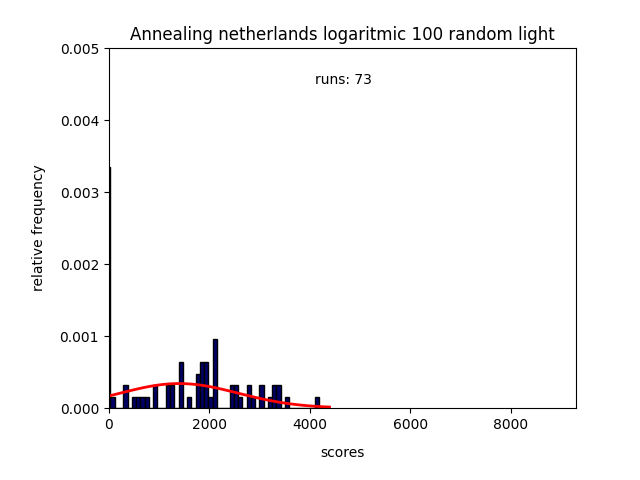 Annealing netherlands logaritmic 100 random light
runs: 73
relative frequency
0.005
0.004
0.003
0.002
0.001
0.000
0 2000 4000 6000 8000
scores